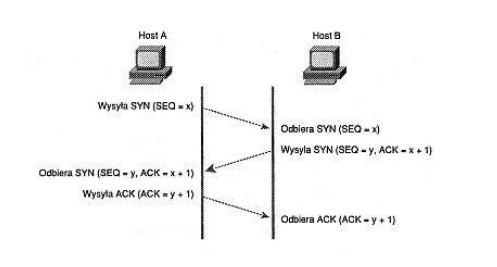 Host A
Host B
Wysyła SYN (SEQ = x)
Odbiera SYN (SEQ = x)
Wysyła SYN (SEQ = y, ACK = x + 1)
Odbiera SYN (SEQ = y, ACK = x + 1)
Wysyła ACK (ACK = y + 1)
Odbiera ACK (ACK = y + 1)